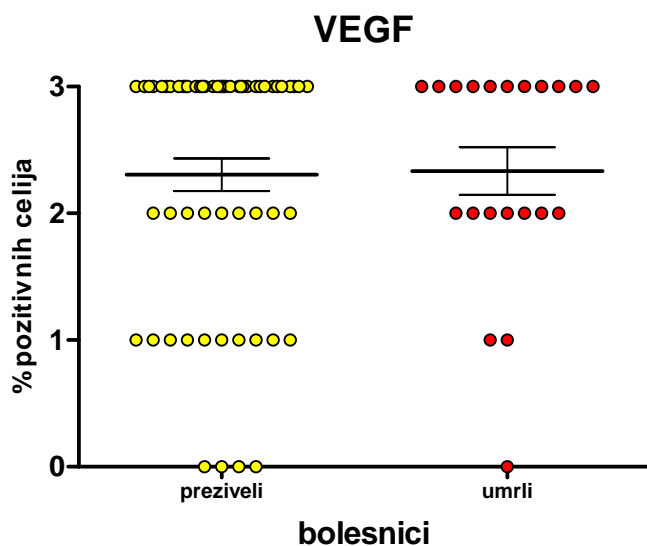 VEGF
%pozitivnih celija
3
2
1
0
preziveli
umrli
bolesnici